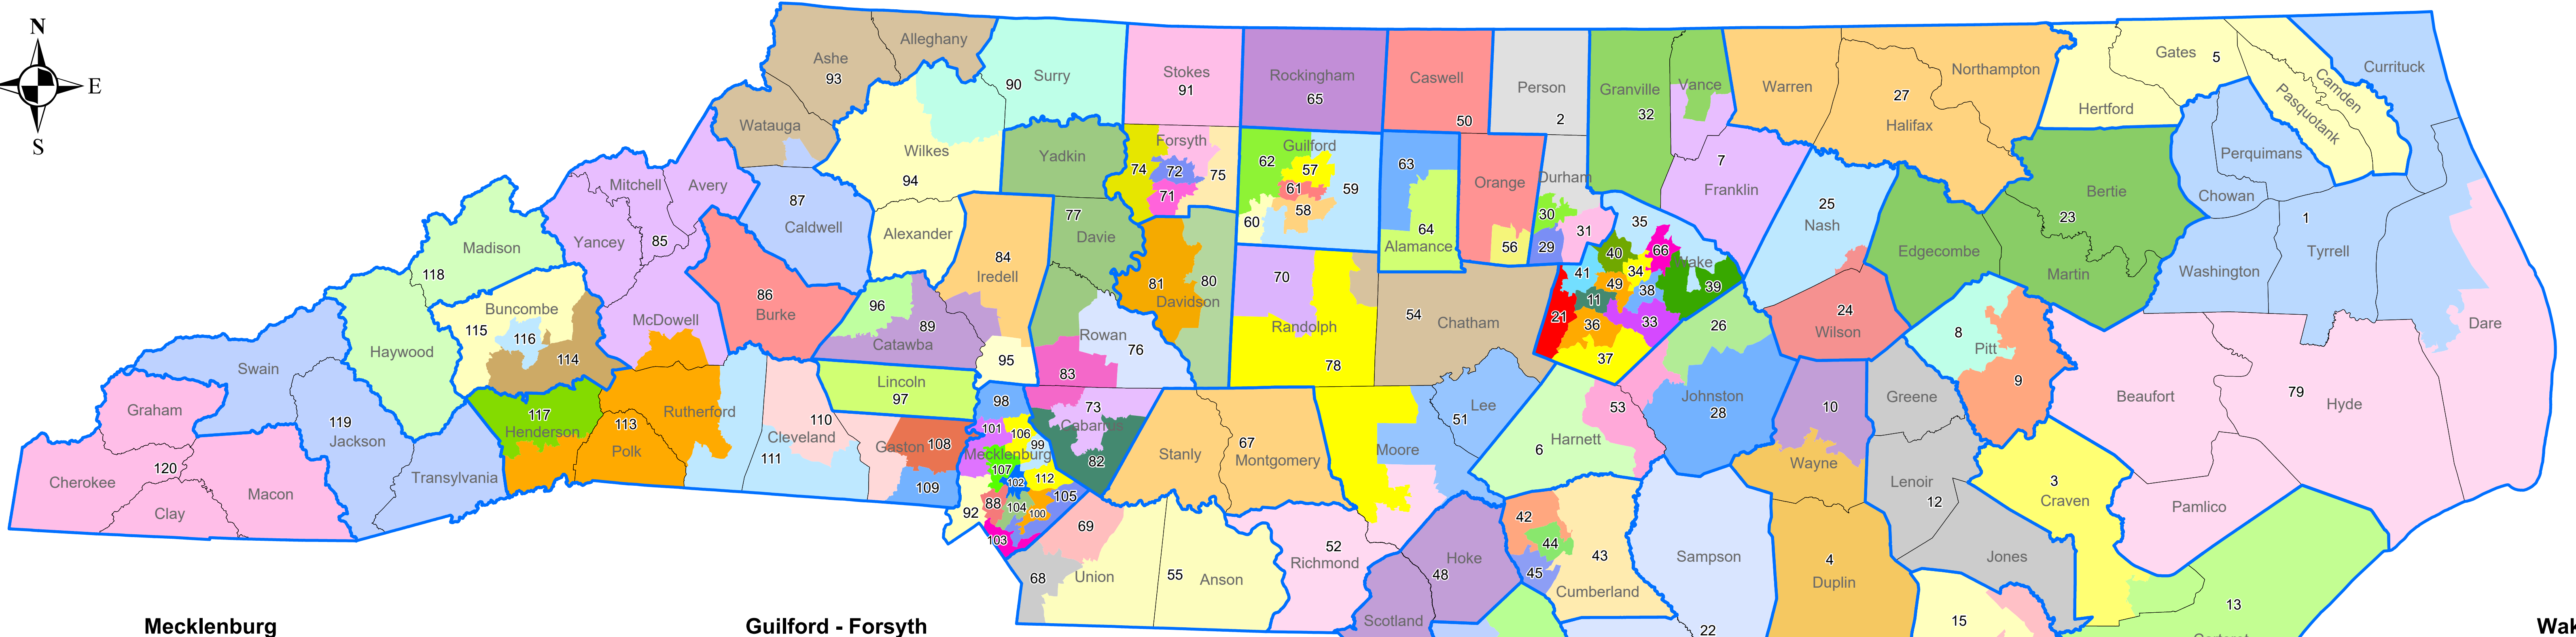 N
E
S
Ashe
93
Alleghany
90
Surry
Stokes
91
Rockingham
65
Caswell
50
Person
2
Granville
32
Vance
Warren
27
Northampton
Halifax
Gates
5
Hertford
Camden
Pasquotank
Currituck
Watauga
Wilkes
94
Yadkin
Forsyth
74
72
75
71
Guilford
62
57
61
59
58
60
63
64
Alamance
Orange
56
Durham
30
29
31
7
Franklin
25
Nash
Edgecombe
Bertie
23
Martin
Perquimans
Chowan
1
Washington
Tyrrell
Mitchell
Avery
Yancey
85
87
Caldwell
Alexander
77
Davie
84
Iredell
81
80
Davidson
70
Randolph
78
54
Chatham
35
40
66
Wake
41
34
49
38
39
11
21
36
33
37
26
24
Wilson
8
Pitt
9
Dare
Madison
118
Buncombe
115
116
114
McDowell
86
Burke
96
89
Catawba
95
Rowan
76
83
Haywood
Swain
Graham
119
Jackson
Transylvania
117
Henderson
113
Polk
Rutherford
110
Cleveland
111
Lincoln
97
Gaston
108
109
98
101
106
99
Mecklenburg
107
102
112
88
104
105
100
92
103
73
Cabarrus
82
Stanly
67
Montgomery
Moore
51
Lee
6
Harnett
53
Johnston
28
10
Wayne
Greene
Lenoir
12
Jones
3
Craven
Beaufort
79
Hyde
Pamlico
120
Cherokee
Clay
Macon
69
68
Union
55
Anson
52
Richmond
Hoke
48
Scotland
42
44
43
45
Cumberland
Sampson
22
4
Duplin
15
13
Mecklenburg
Guilford - Forsyth